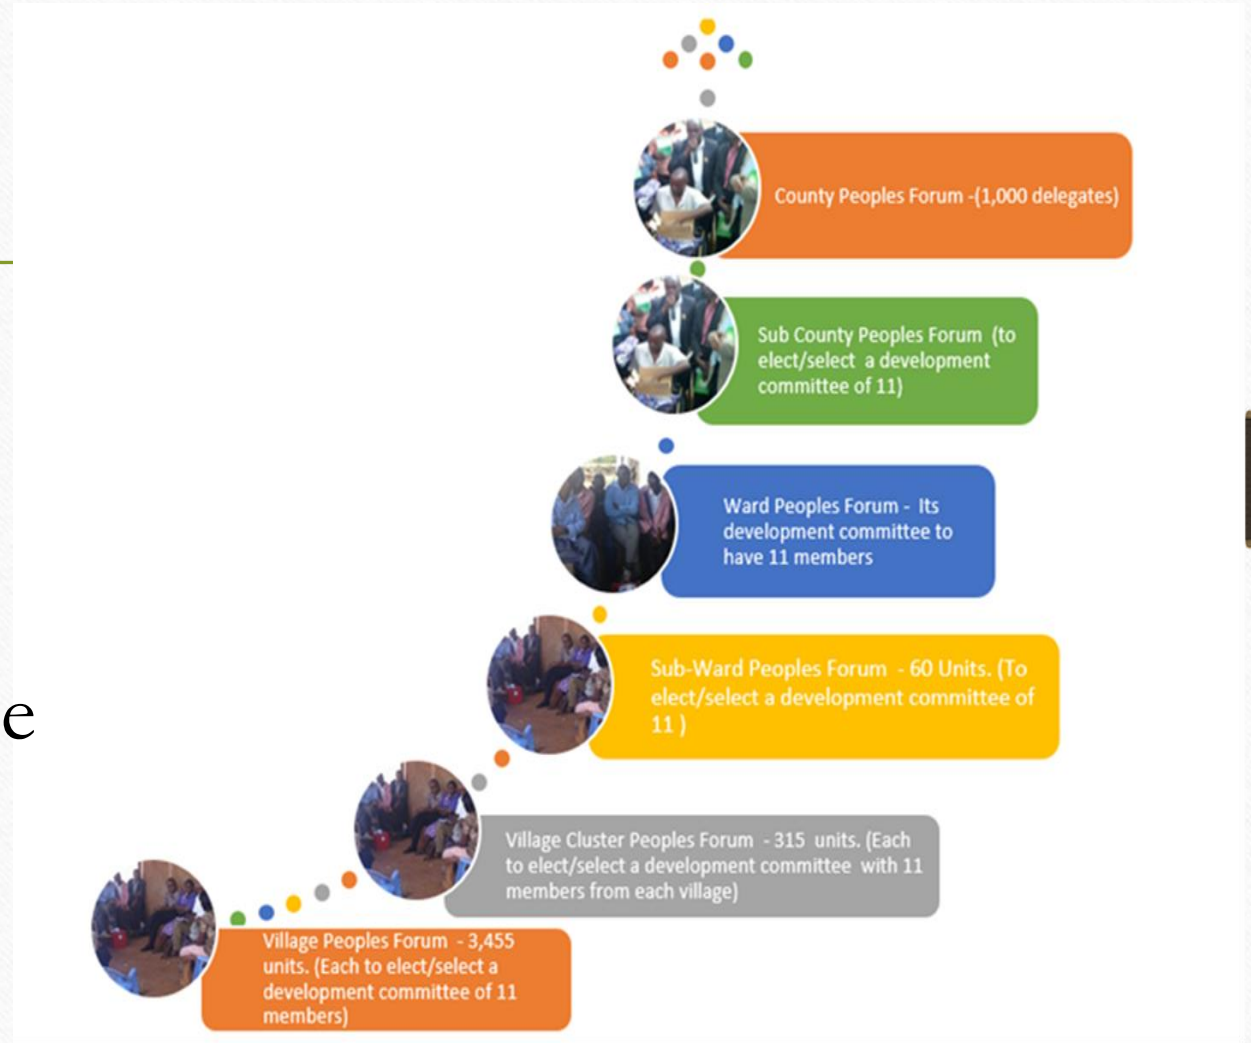 County Peoples Forum -(1,000 delegates)
Sub County Peoples Forum (to
elect/select a development
committee of 11)
Ward Peoples Forum - Its
development committee to
have 11 members
Sub-Ward Peoples Forum - 60 Units. (To
elect/select a development committee of
11 )
e
Village Cluster Peoples Forum - 315 units. (Each
to elect/select a development committee with 11
members from each village)
Village Peoples Forum - 3,455
units. (Each to elect/select a
development committee of 11
members)